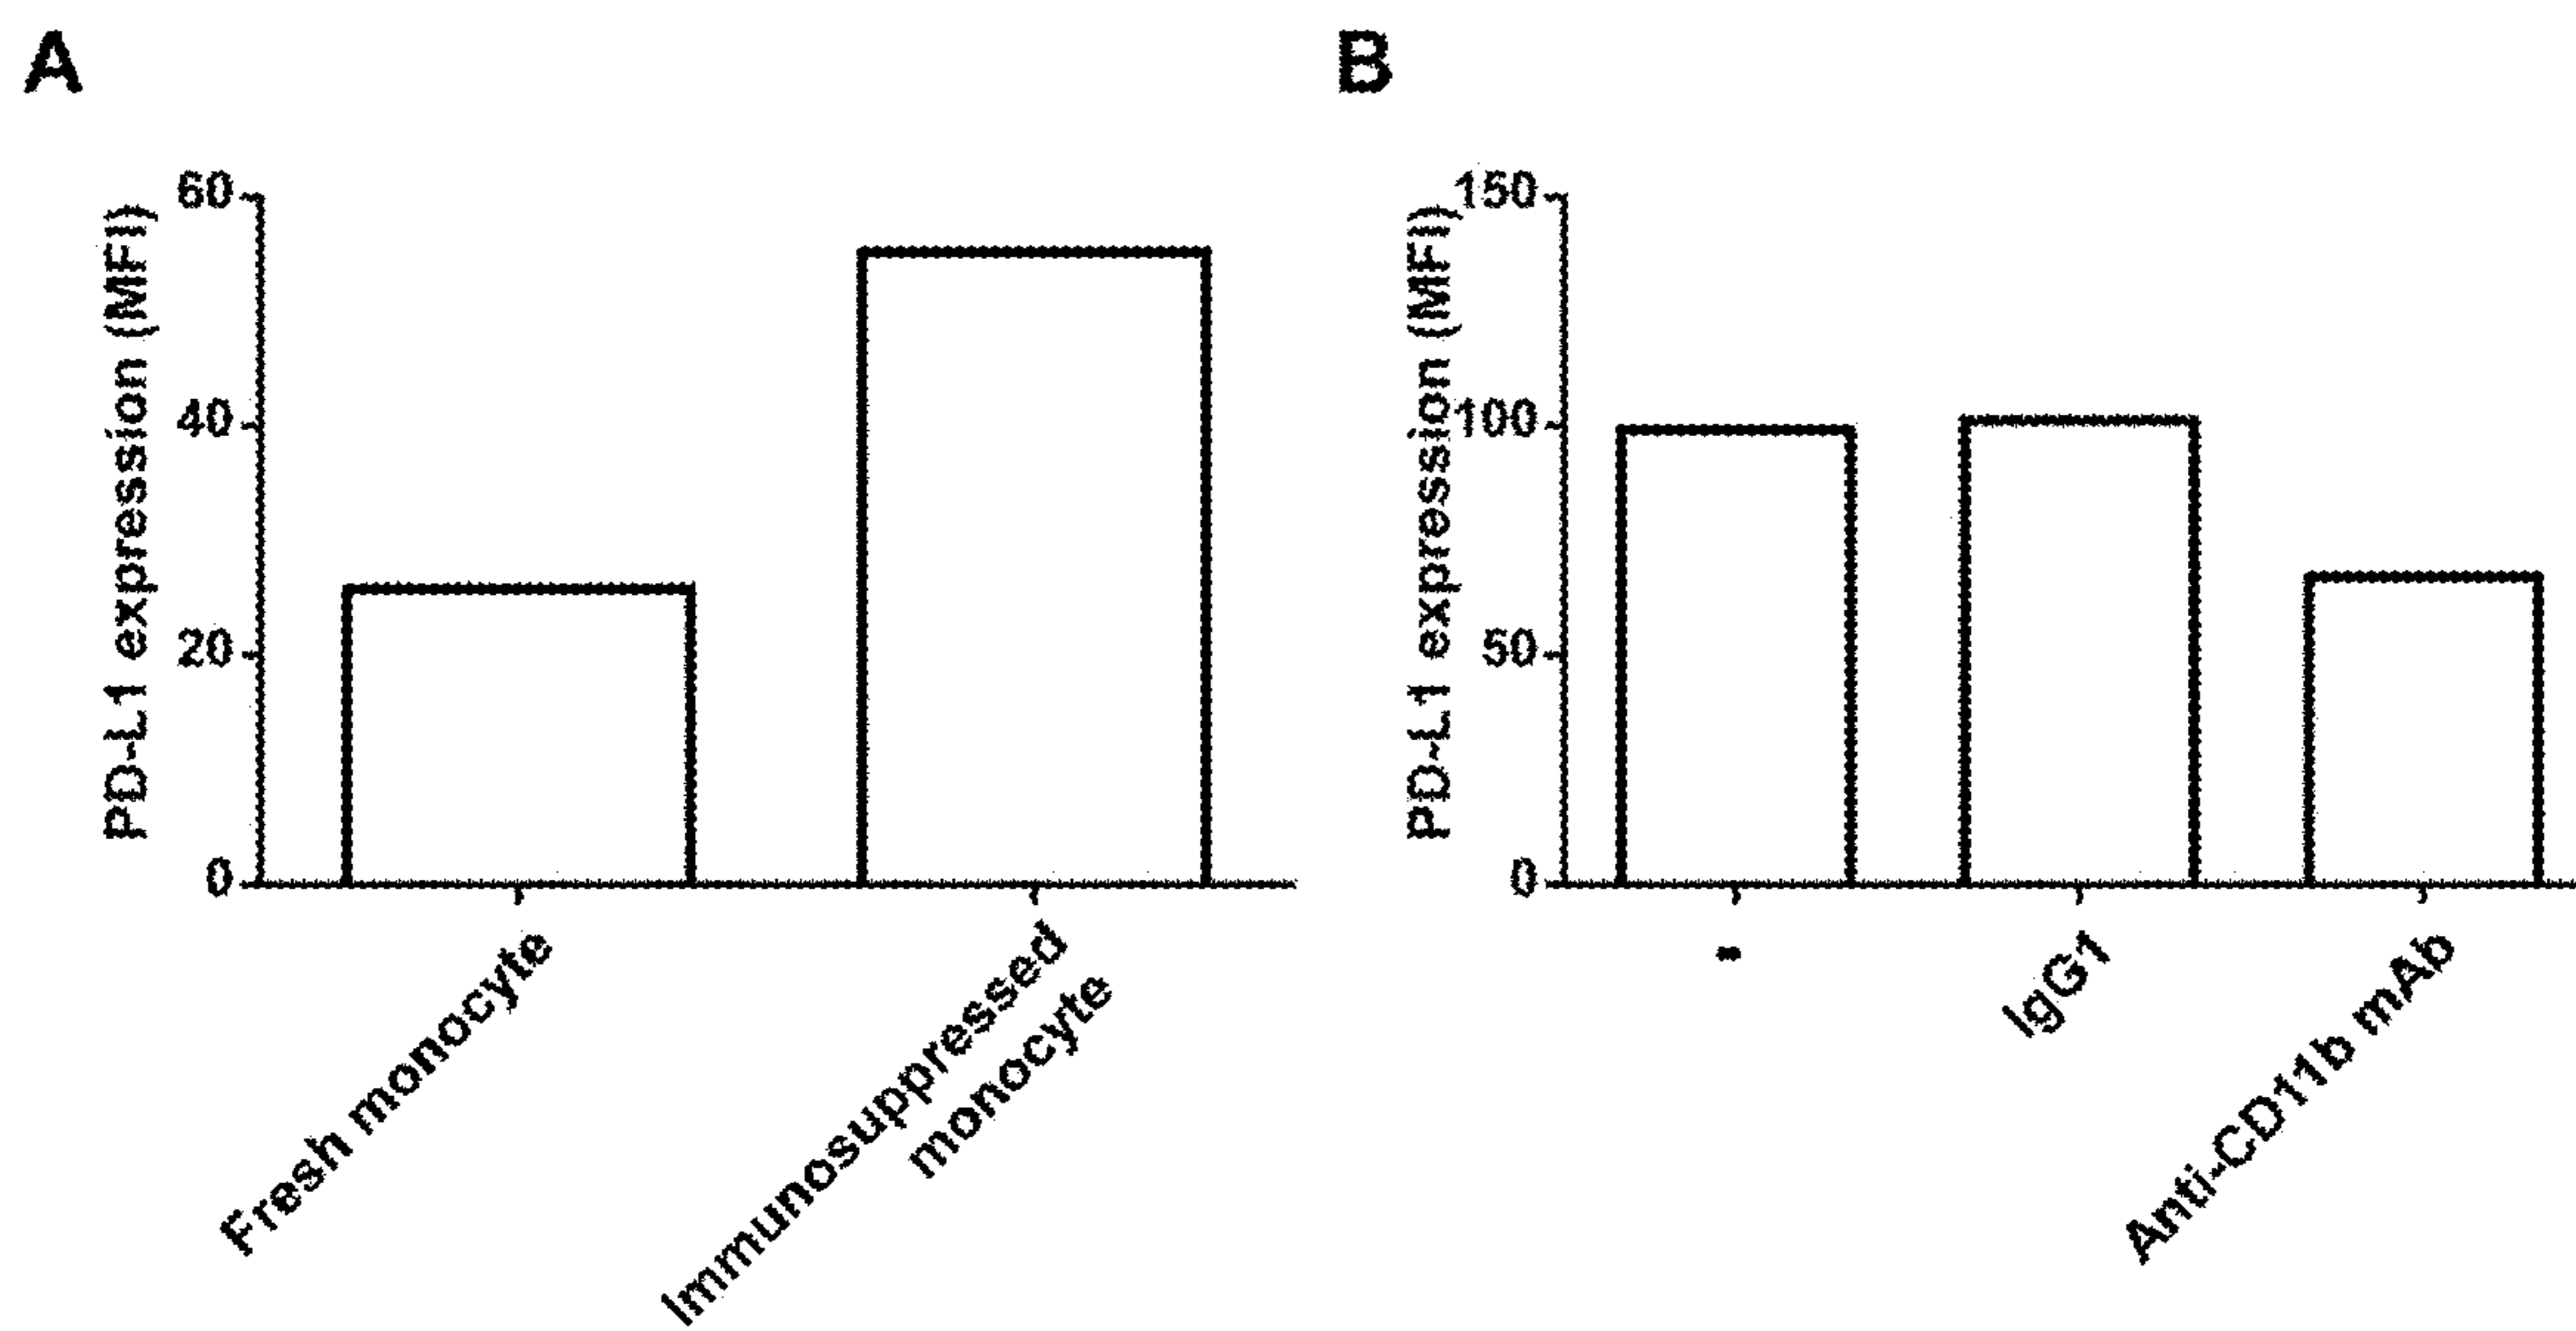 A
PD-L1 expression (MFI)
60
40
20
0
Fresh monocyte
Immunosuppressed
monocyte
B
PD-L1 expression (MFI)
150
100
50
0
-
IgG1
Anti-CD11b mAb